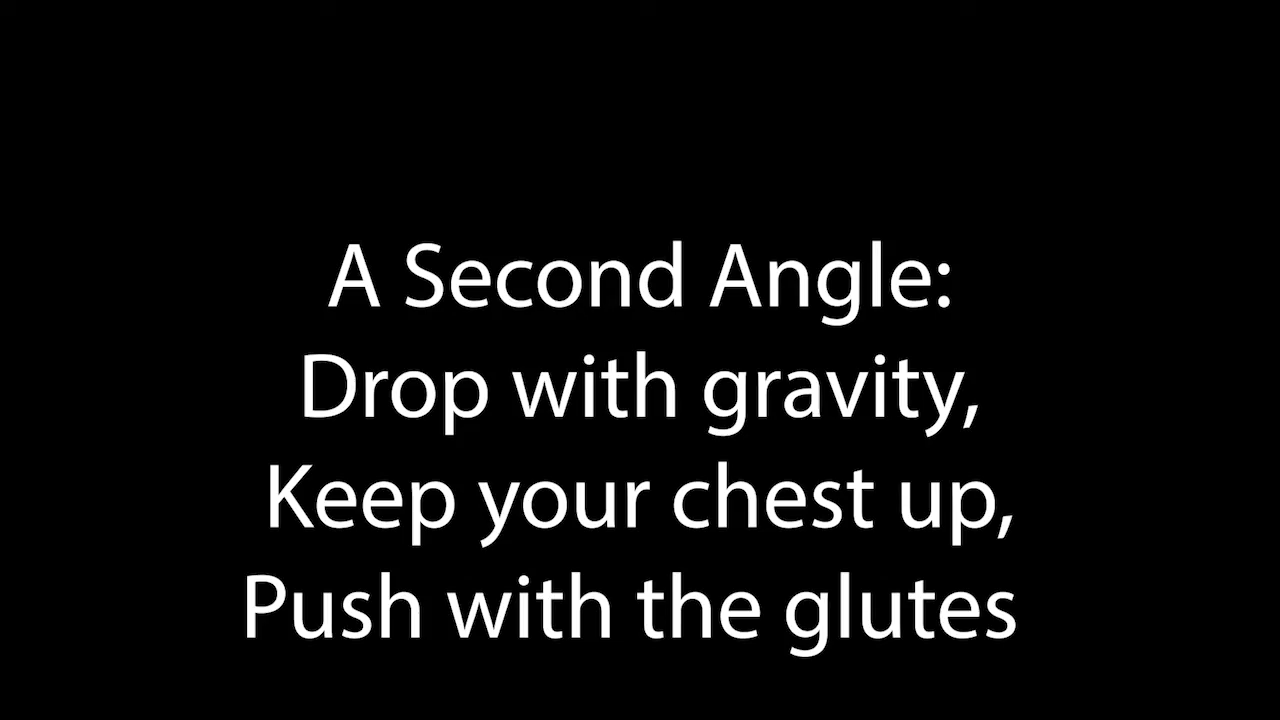 A Second Angle:
Drop with gravity,
Keep your chest up,
Push with the glutes